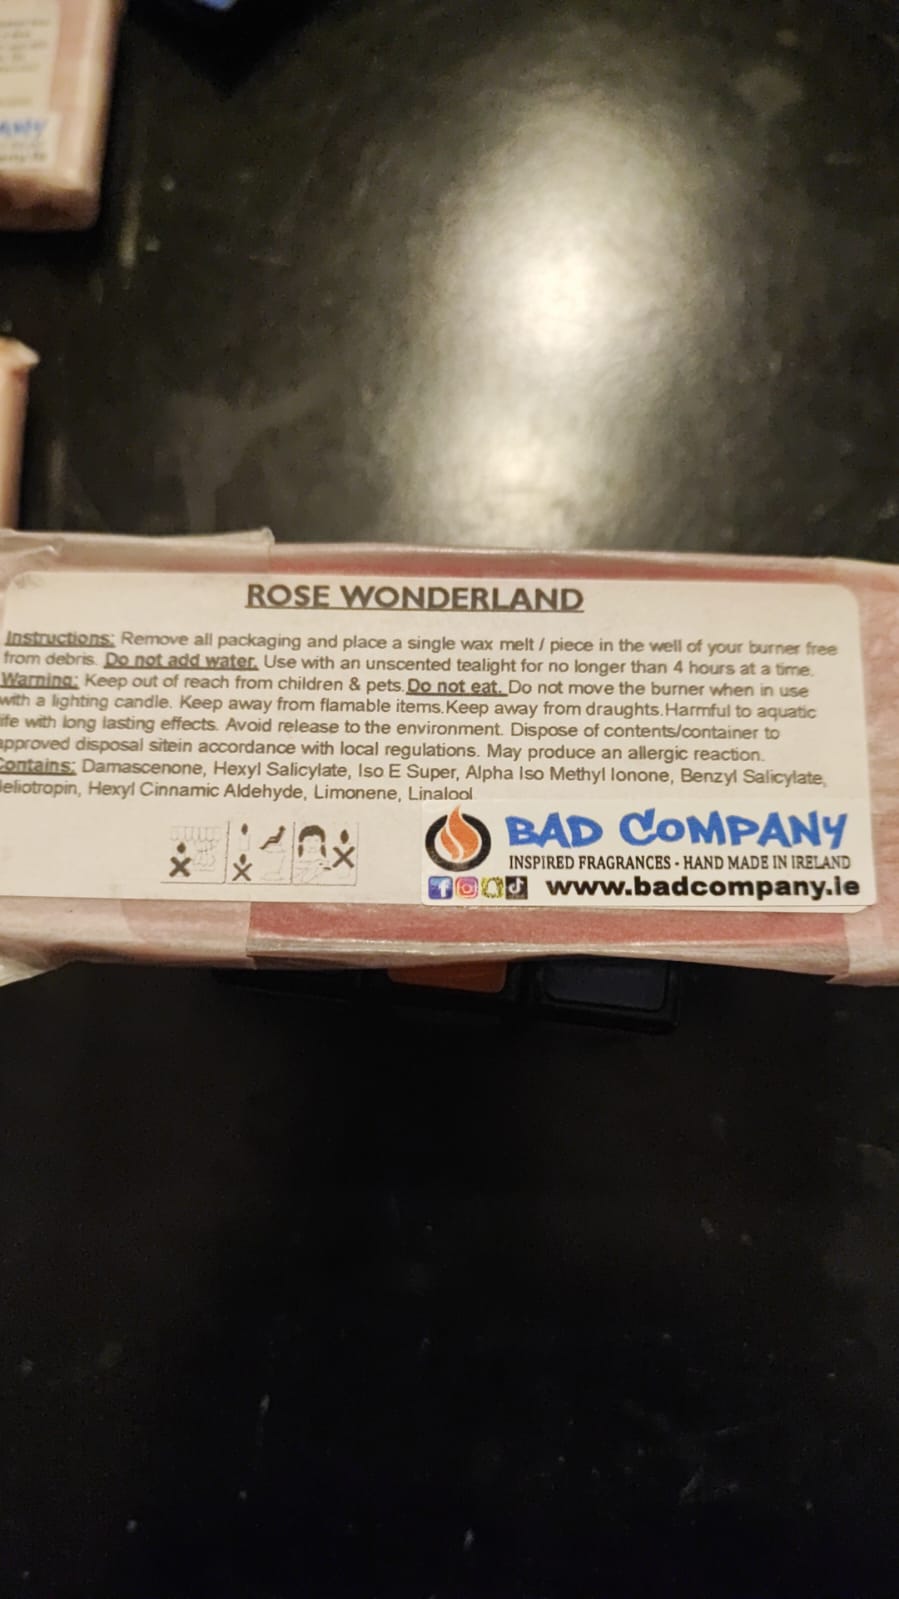 ANY
ROSE WONDERLAND
Instructions: Remove all packaging and place a single wax melt / piece in the well of your burner free
from debris. Do not add water. Use with an unscented tealight for no longer than 4 hours at a time.
Warning: Keep out of reach from children & pets. Do not eat. Do not move the burner when in use
with a lighting candle. Keep away from flamable items.Keep away from draughts.Harmful to aquatic
ife with long lasting effects. Avoid release to the environment. Dispose of contents/container to
approved disposal sitein accordance with local regulations. May produce an allergic reaction.
Contains: Damascenone, Hexyl Salicylate, Iso E Super, Alpha Iso Methyl Ionone, Benzyl Salicylate,
eliotropin, Hexyl Cinnamic Aldehyde, Limonene, Linalool
BAD COMPANY
INSPIRED FRAGRANCES - HAND MADE IN IRELAND
www.badcompany.ie